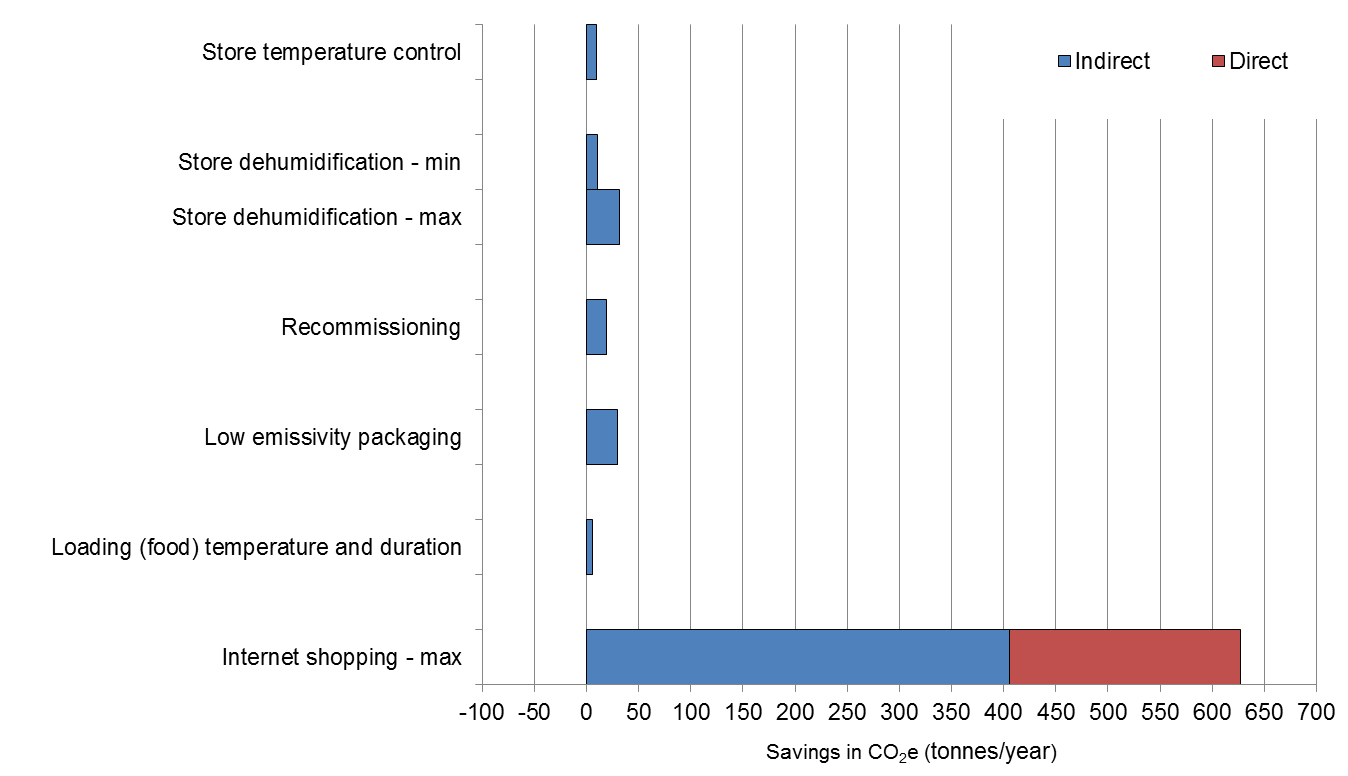 Store temperature control
Indirect
Direct
Store dehumidification - min
Store dehumidification - max
Recommissioning
Low emissivity packaging
Loading (food) temperature and duration
Internet shopping - max
-100 -50 0 50 100 150 200 250 300 350 400 450 500 550 600 650 700
Savings in CO₂e (tonnes/year)